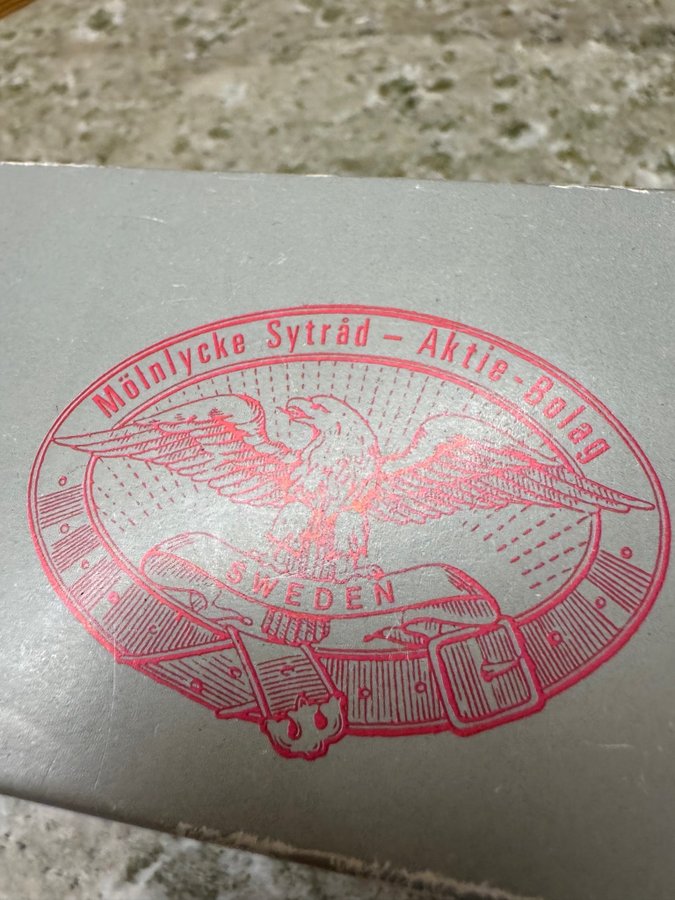 Mölnlycke Sytråd – Aktie-Bolag
SWEDEN